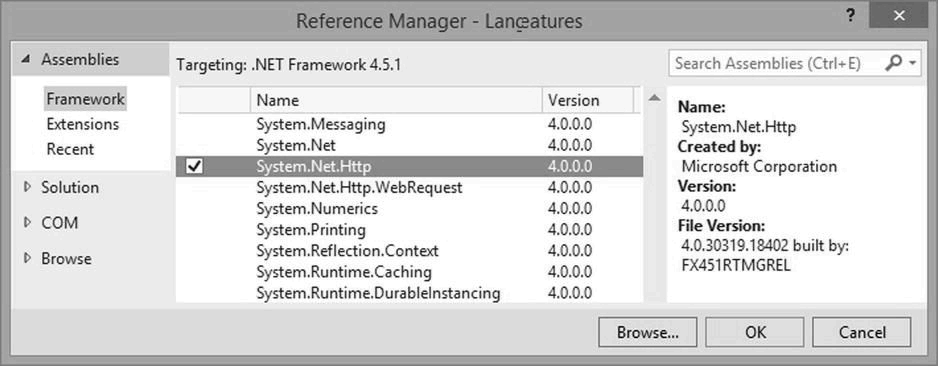 Reference Manager - Lanceatures
? ×
Assemblies
Framework
Extensions
Recent
Solution
COM
Browse
Targeting: .NET Framework 4.5.1
Name Version
System.Messaging 4.0.0.0
System.Net 4.0.0.0
System.Net.Http 4.0.0.0
System.Net.Http.WebRequest 4.0.0.0
System.Numerics 4.0.0.0
System.Printing 4.0.0.0
System.Reflection.Context 4.0.0.0
System.Runtime.Caching 4.0.0.0
System.Runtime.DurableInstancing 4.0.0.0
Search Assemblies (Ctrl+E)
Name:
System.Net.Http
Created by:
Microsoft Corporation
Version:
4.0.0.0
File Version:
4.0.30319.18402 built by:
FX451RTMGREL
Browse... OK Cancel